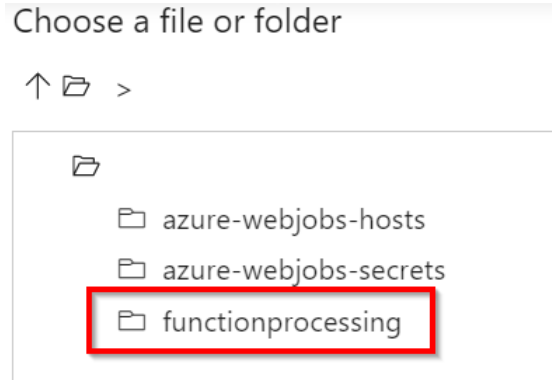 Choose a file or folder
>
azure-webjobs-hosts
azure-webjobs-secrets
functionprocessing